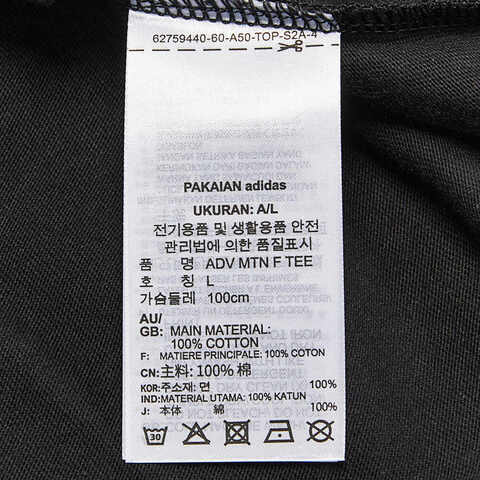 62759440-60-A50-TOP-S2A-4
PAKAIAN adidas
UKURAN: A/L
전기용품 및 생활용품 안전
관리법에 의한 품질표시
품 명 ADV MTN F TEE
호 칭 L
가슴둘레 100cm
AU/
GB: MAIN MATERIAL:
100% COTTON
F: MATIERE PRINCIPALE: 100% COTON
CN: 主料: 100% 棉
KOR: 주소재: 면 100%
IND: MATERIAL UTAMA: 100% KATUN
J: 本体 綿 100%
30